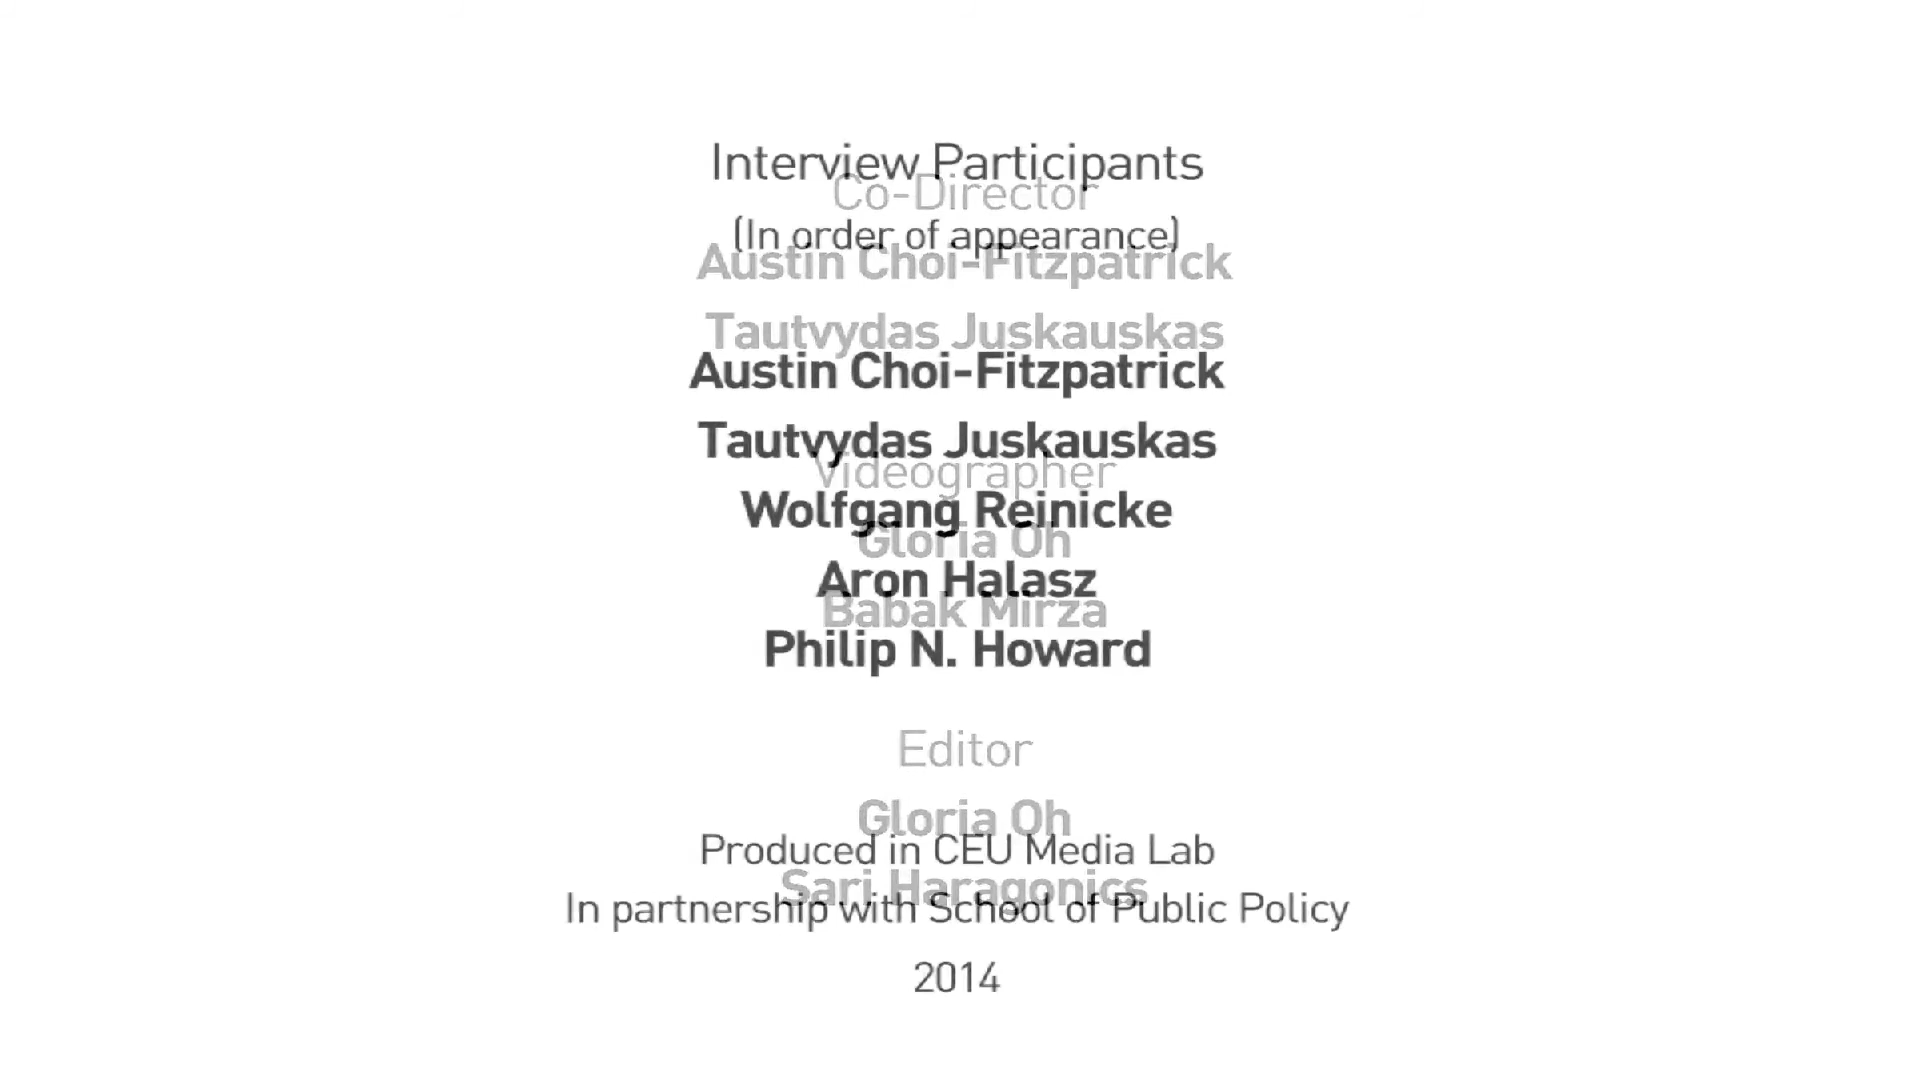 Interview Participants
Co-Director
(In order of appearance)
Austin Choi-Fitzpatrick
Tautvydas Juskauskas
Austin Choi-Fitzpatrick
Tautvydas Juskauskas
Videographer
Wolfgang Reinicke
Gloria Oh
Aron Halasz
Babak Mirza
Philip N. Howard
Editor
Gloria Oh
Produced in CEU Media Lab
Sari Haragonics
In partnership with School of Public Policy
2014